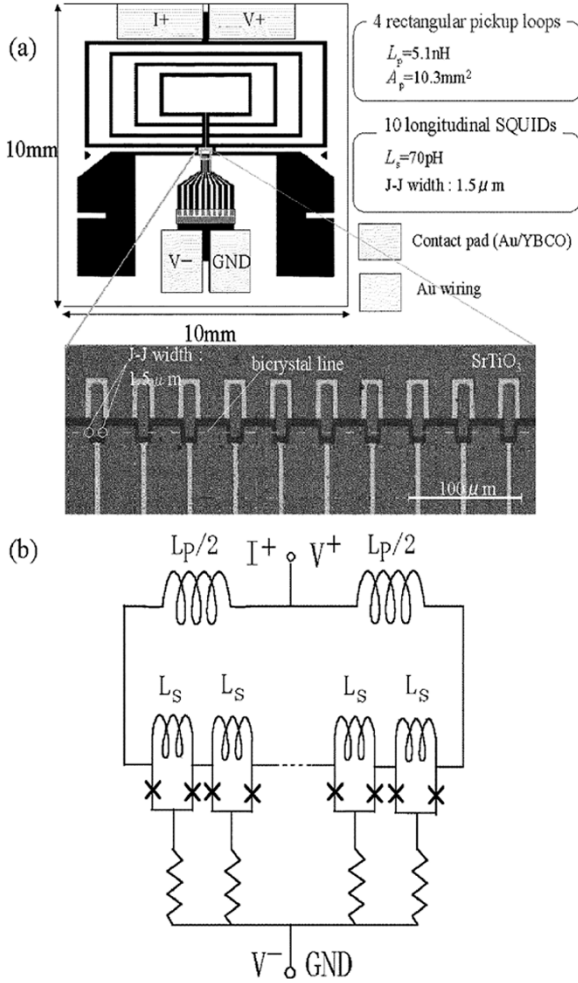 (a)
I+
V+
10mm
V−
GND
10mm
4 rectangular pickup loops
Lp=5.1nH
Ap=10.3mm²
10 longitudinal SQUIDs
Ls=70pH
J-J width : 1.5μm
Contact pad (Au/YBCO)
Au wiring
J-J width :
1.5μm
bicrystal line
SrTiO₃
100μm
(b)
LP/2
I⁺
V⁺
LP/2
LS
LS
LS
LS
V⁻
GND